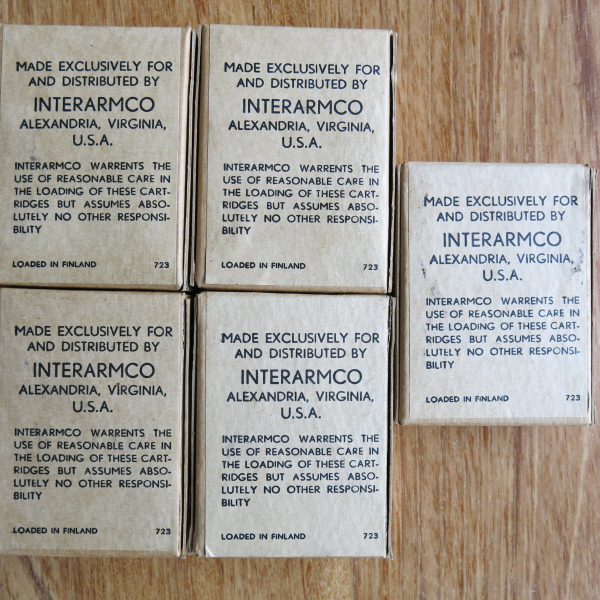 MADE EXCLUSIVELY FOR
AND DISTRIBUTED BY
INTERARMCO
ALEXANDRIA, VIRGINIA,
U.S.A.
INTERARMCO WARRENTS THE
USE OF REASONABLE CARE IN
THE LOADING OF THESE CART-
RIDGES BUT ASSUMES ABSO-
LUTELY NO OTHER RESPONSI-
BILITY
LOADED IN FINLAND 723
MADE EXCLUSIVELY FOR
AND DISTRIBUTED BY
INTERARMCO
ALEXANDRIA, VIRGINIA,
U.S.A.
INTERARMCO WARRENTS THE
USE OF REASONABLE CARE IN
THE LOADING OF THESE CART-
RIDGES BUT ASSUMES ABSO-
LUTELY NO OTHER RESPONSI-
BILITY
LOADED IN FINLAND 723
MADE EXCLUSIVELY FOR
AND DISTRIBUTED BY
INTERARMCO
ALEXANDRIA, VIRGINIA,
U.S.A.
INTERARMCO WARRENTS THE
USE OF REASONABLE CARE IN
THE LOADING OF THESE CART-
RIDGES BUT ASSUMES ABSO-
LUTELY NO OTHER RESPONSI-
BILITY
LOADED IN FINLAND 723
MADE EXCLUSIVELY FOR
AND DISTRIBUTED BY
INTERARMCO
ALEXANDRIA, VIRGINIA,
U.S.A.
INTERARMCO WARRENTS THE
USE OF REASONABLE CARE IN
THE LOADING OF THESE CART-
RIDGES BUT ASSUMES ABSO-
LUTELY NO OTHER RESPONSI-
BILITY
LOADED IN FINLAND 723
MADE EXCLUSIVELY FOR
AND DISTRIBUTED BY
INTERARMCO
ALEXANDRIA, VIRGINIA,
U.S.A.
INTERARMCO WARRENTS THE
USE OF REASONABLE CARE IN
THE LOADING OF THESE CART-
RIDGES BUT ASSUMES ABSO-
LUTELY NO OTHER RESPONSI-
BILITY
LOADED IN FINLAND 723